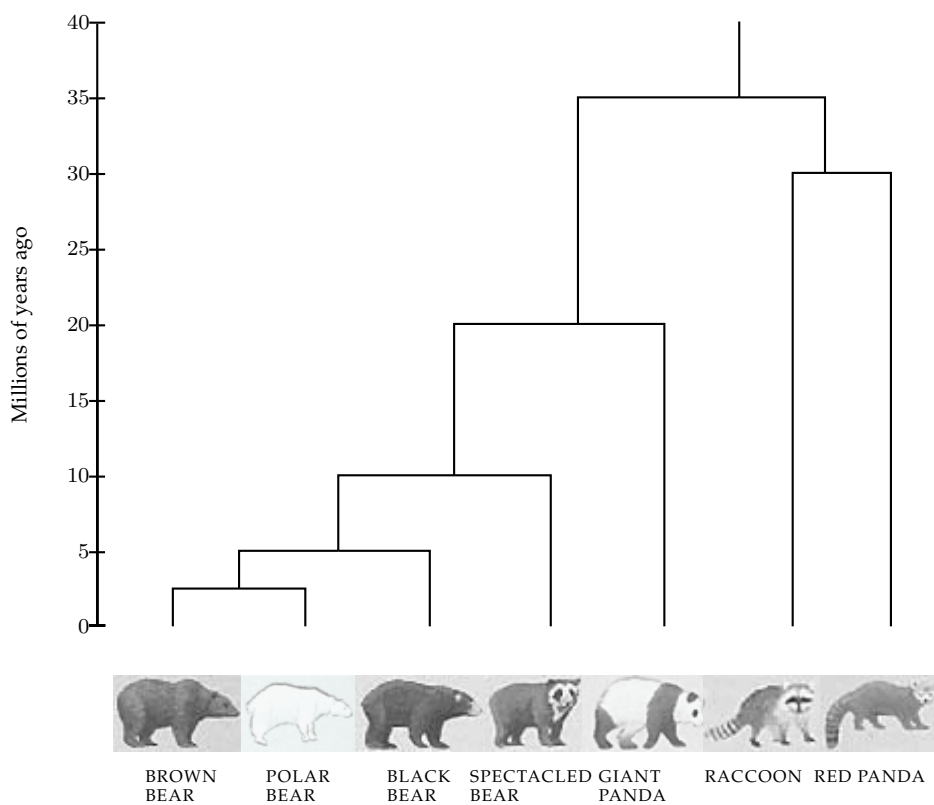 40
35
30
25
20
15
10
5
0
Millions of years ago
BROWN
BEAR
POLAR
BEAR
BLACK
BEAR
SPECTACLED
BEAR
GIANT
PANDA
RACCOON
RED PANDA